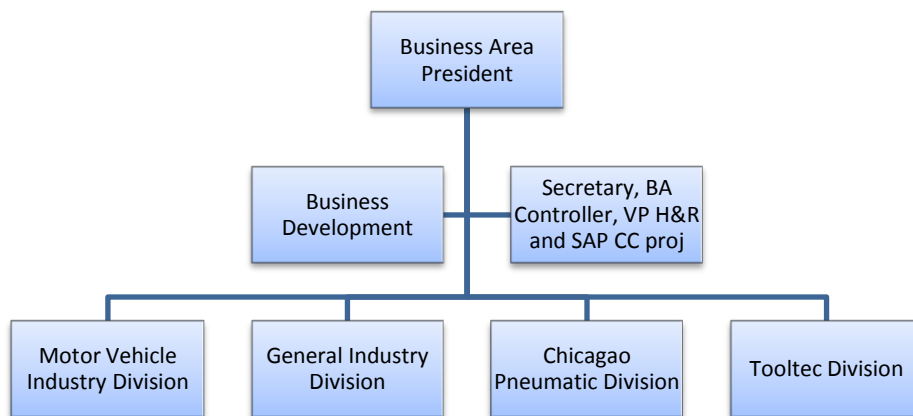 Business Area
President
Business
Development
Secretary, BA
Controller, VP H&R
and SAP CC proj
Motor Vehicle
Industry Division
General Industry
Division
Chicagao
Pneumatic Division
Tooltec Division